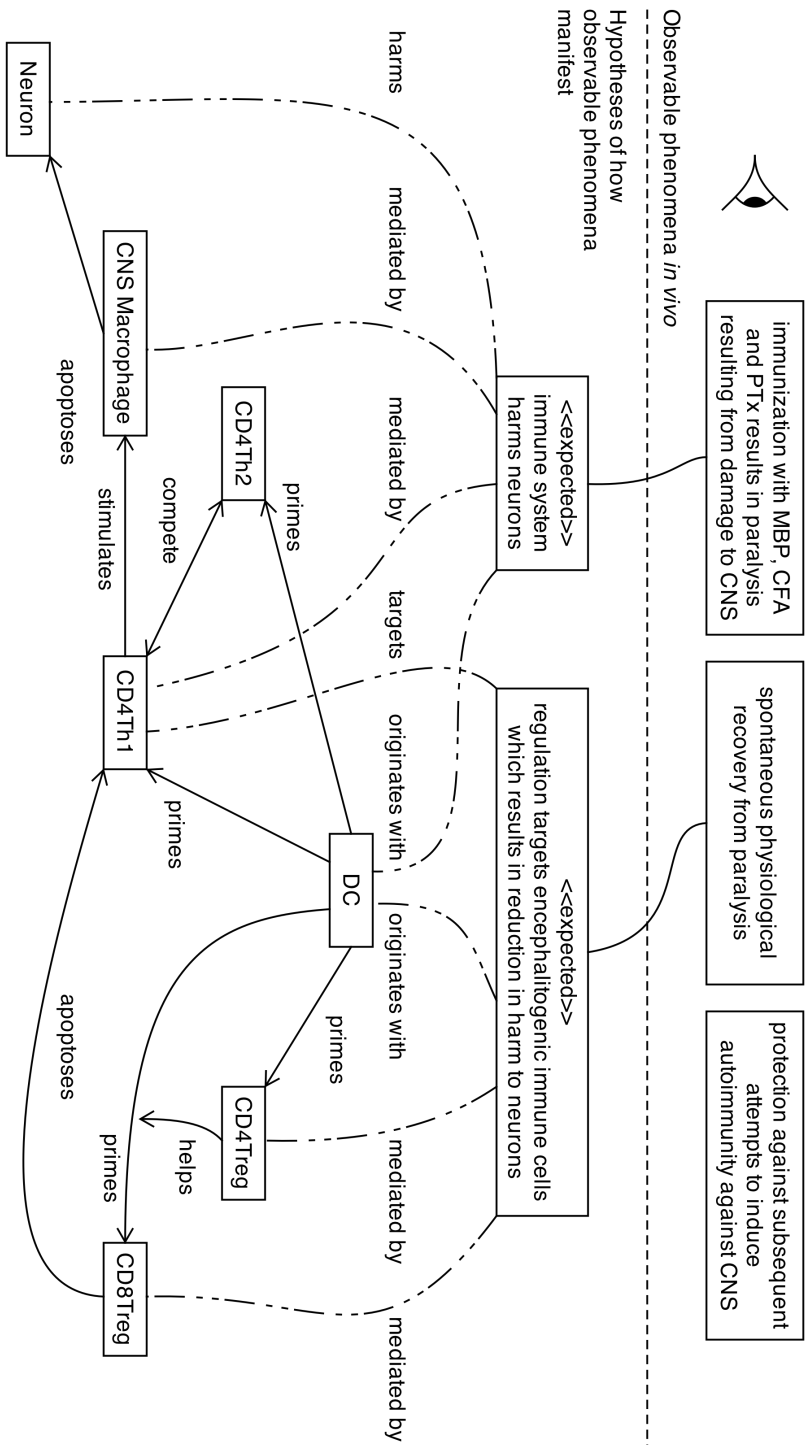 Observable phenomena in vivo
immunization with MBP, CFA
and PTx results in paralysis
resulting from damage to CNS
spontaneous physiological
recovery from paralysis
protection against subsequent
attempts to induce
autoimmunity against CNS
Hypotheses of how
observable phenomena
manifest
<<expected>>
immune system
harms neurons
<<expected>>
regulation targets encephalitogenic immune cells
which results in reduction in harm to neurons
harms
mediated by
mediated by
targets
originates with
originates with
mediated by
mediated by
DC
primes
primes
CD4Th2
CD4Treg
compete
primes
helps
Neuron
CNS Macrophage
stimulates
CD4Th1
primes
CD8Treg
apoptoses
apoptoses